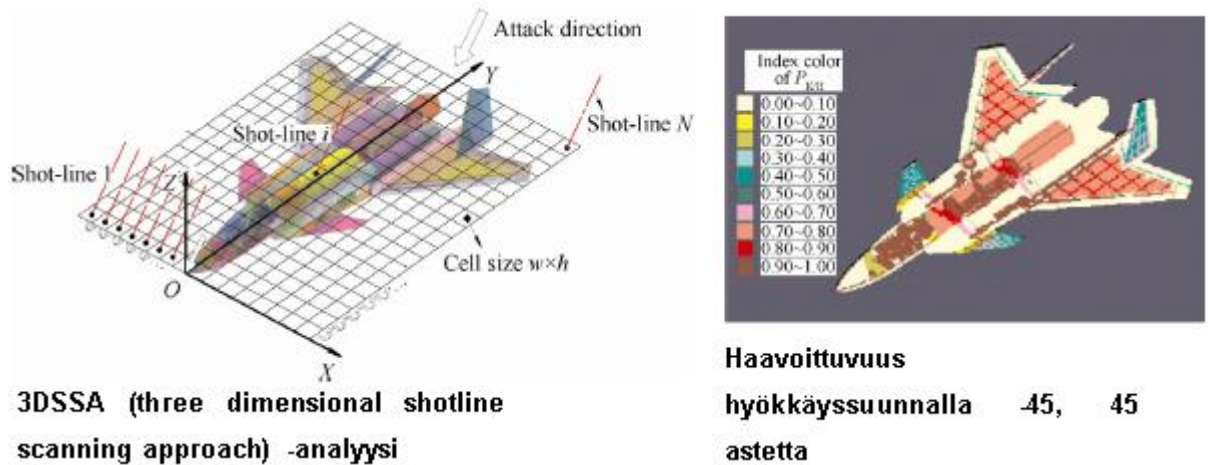 Attack direction
Y
Shot-line i
Shot-line N
Shot-line 1
Z
Cell size w×h
O
X
3DSSA (three dimensional shotline
scanning approach) -analyysi
Index color
of P_K/H
0.00~0.10
0.10~0.20
0.20~0.30
0.30~0.40
0.40~0.50
0.50~0.60
0.60~0.70
0.70~0.80
0.80~0.90
0.90~1.00
Haavoittuvuus
hyökkäyssuunnalla -45, 45
astetta